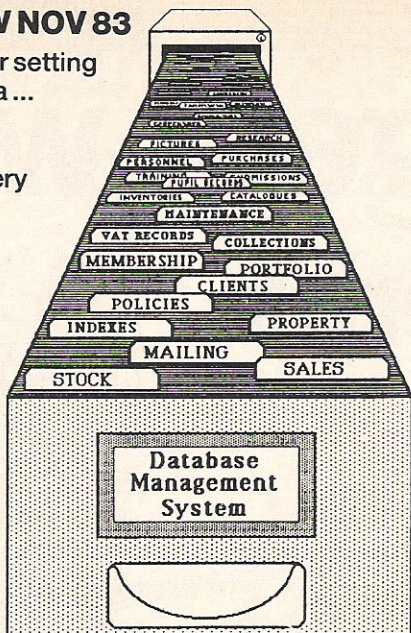 W NOV 83
r setting
a ...
ery
RESEARCH
PICTURES
PURCHASES
PERSONNEL
TRAINING
SUBMISSIONS
PUPIL RECORDS
INVENTORIES
CATALOGUES
MAINTENANCE
VAT RECORDS
COLLECTIONS
MEMBERSHIP
PORTFOLIO
CLIENTS
POLICIES
INDEXES
PROPERTY
MAILING
SALES
STOCK
Database
Management
System